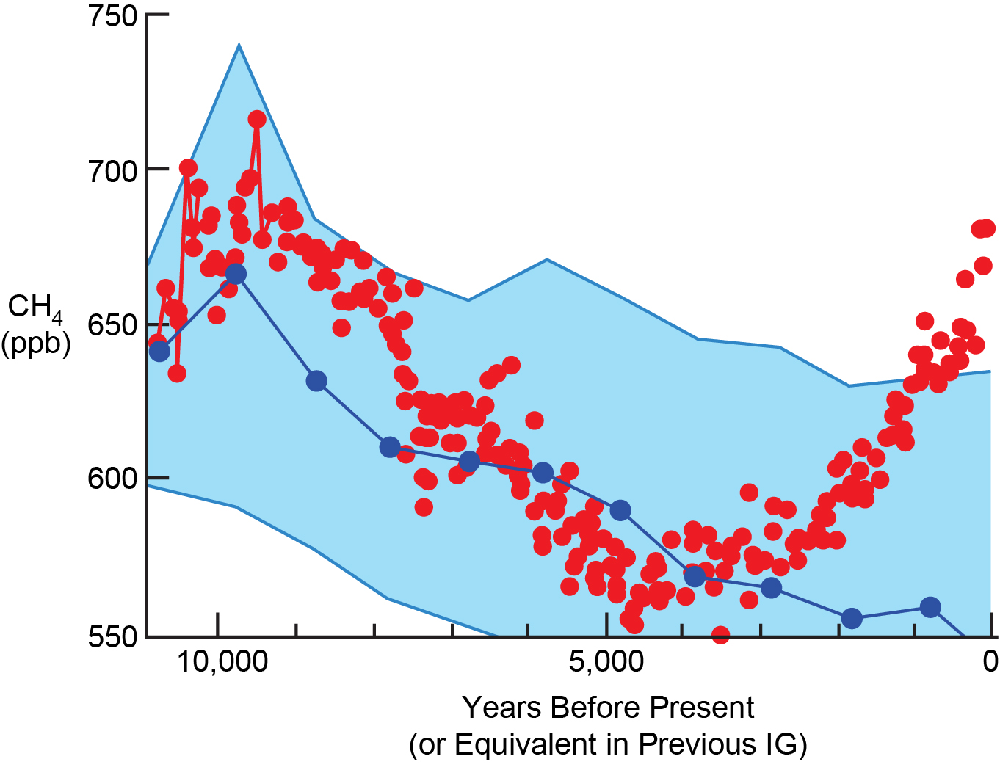 750
700
CH4
(ppb)
650
600
550
10,000
5,000
0
Years Before Present
(or Equivalent in Previous IG)